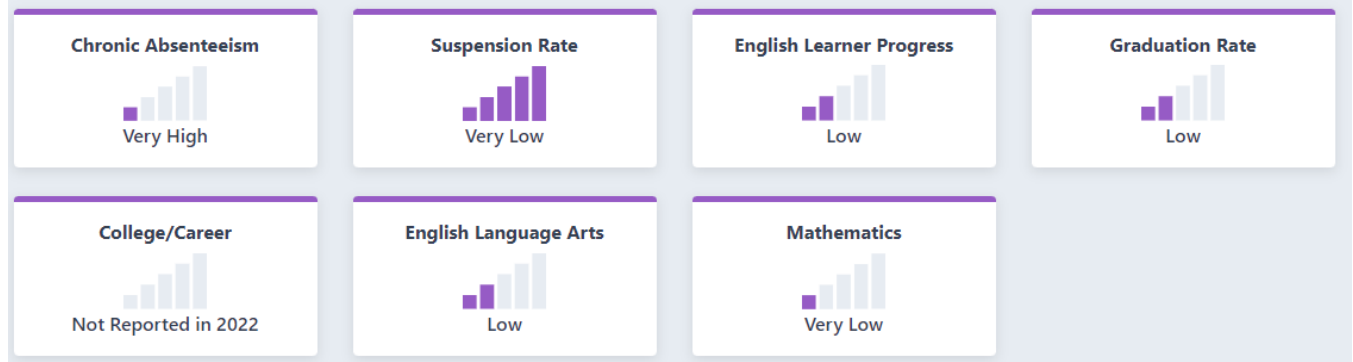 Chronic Absenteeism
Very High
Suspension Rate
Very Low
English Learner Progress
Low
Graduation Rate
Low
College/Career
Not Reported in 2022
English Language Arts
Low
Mathematics
Very Low